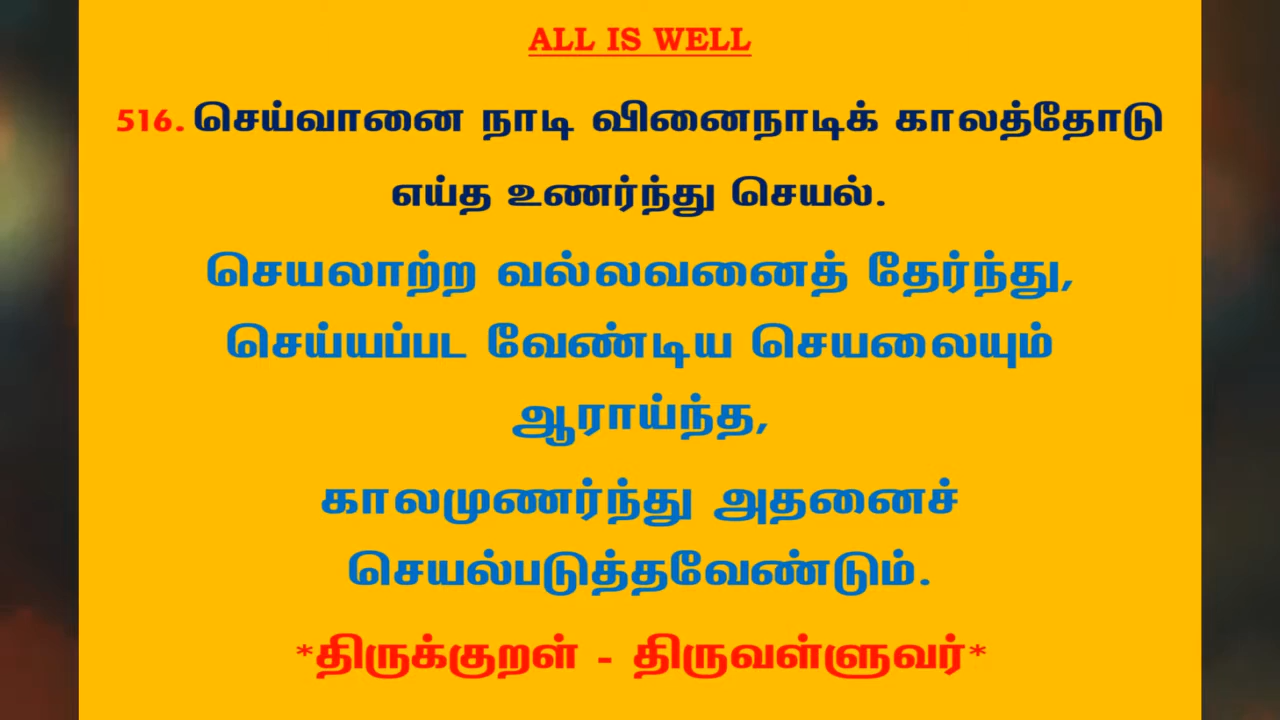 ALL IS WELL
516. செய்வானை நாடி வினைநாடிக் காலத்தோடு
எய்த உணர்ந்து செயல்.
செயலாற்ற வல்லவனைத் தேர்ந்து,
செய்யப்பட வேண்டிய செயலையும்
ஆராய்ந்த,
காலமுணர்ந்து அதனைச்
செயல்படுத்தவேண்டும்.
*திருக்குறள் - திருவள்ளுவர்*